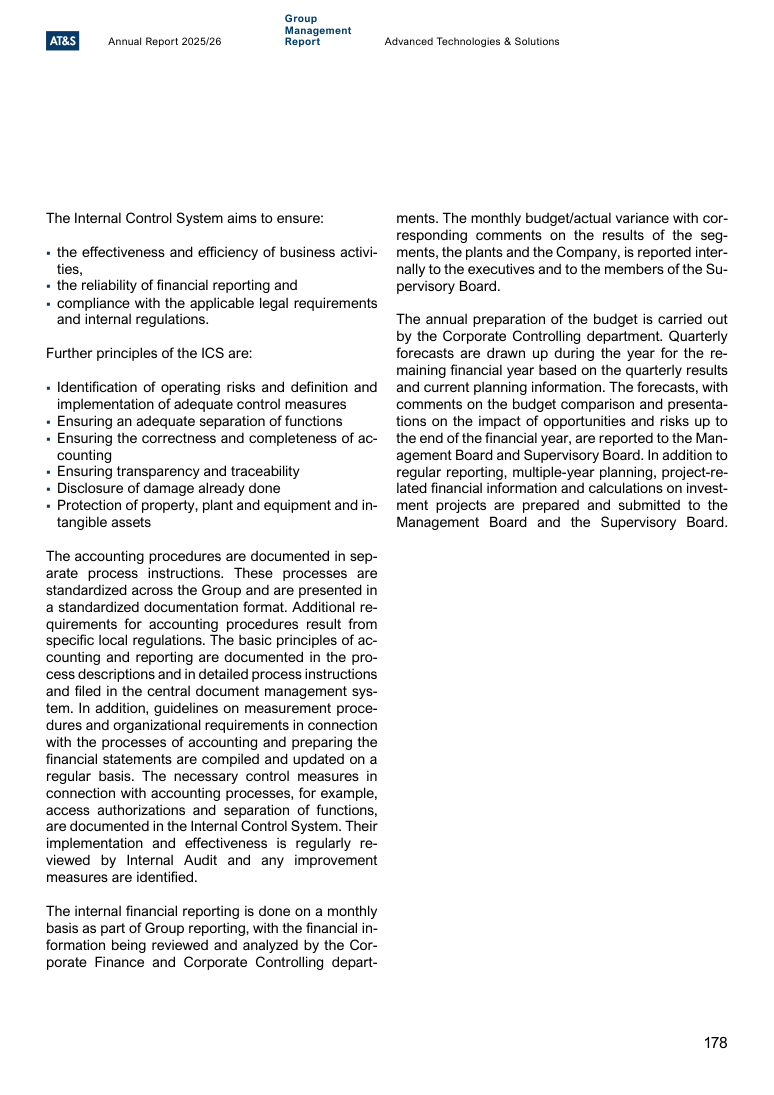 AT&S
Annual Report 2025/26
Group
Management
Report
Advanced Technologies & Solutions
The Internal Control System aims to ensure:
▪ the effectiveness and efficiency of business activi-
ties,
▪ the reliability of financial reporting and
▪ compliance with the applicable legal requirements
and internal regulations.
Further principles of the ICS are:
▪ Identification of operating risks and definition and
implementation of adequate control measures
▪ Ensuring an adequate separation of functions
▪ Ensuring the correctness and completeness of ac-
counting
▪ Ensuring transparency and traceability
▪ Disclosure of damage already done
▪ Protection of property, plant and equipment and in-
tangible assets
The accounting procedures are documented in sep-
arate process instructions. These processes are
standardized across the Group and are presented in
a standardized documentation format. Additional re-
quirements for accounting procedures result from
specific local regulations. The basic principles of ac-
counting and reporting are documented in the pro-
cess descriptions and in detailed process instructions
and filed in the central document management sys-
tem. In addition, guidelines on measurement proce-
dures and organizational requirements in connection
with the processes of accounting and preparing the
financial statements are compiled and updated on a
regular basis. The necessary control measures in
connection with accounting processes, for example,
access authorizations and separation of functions,
are documented in the Internal Control System. Their
implementation and effectiveness is regularly re-
viewed by Internal Audit and any improvement
measures are identified.
The internal financial reporting is done on a monthly
basis as part of Group reporting, with the financial in-
formation being reviewed and analyzed by the Cor-
porate Finance and Corporate Controlling depart-
ments. The monthly budget/actual variance with cor-
responding comments on the results of the seg-
ments, the plants and the Company, is reported inter-
nally to the executives and to the members of the Su-
pervisory Board.
The annual preparation of the budget is carried out
by the Corporate Controlling department. Quarterly
forecasts are drawn up during the year for the re-
maining financial year based on the quarterly results
and current planning information. The forecasts, with
comments on the budget comparison and presenta-
tions on the impact of opportunities and risks up to
the end of the financial year, are reported to the Man-
agement Board and Supervisory Board. In addition to
regular reporting, multiple-year planning, project-re-
lated financial information and calculations on invest-
ment projects are prepared and submitted to the
Management Board and the Supervisory Board.
178